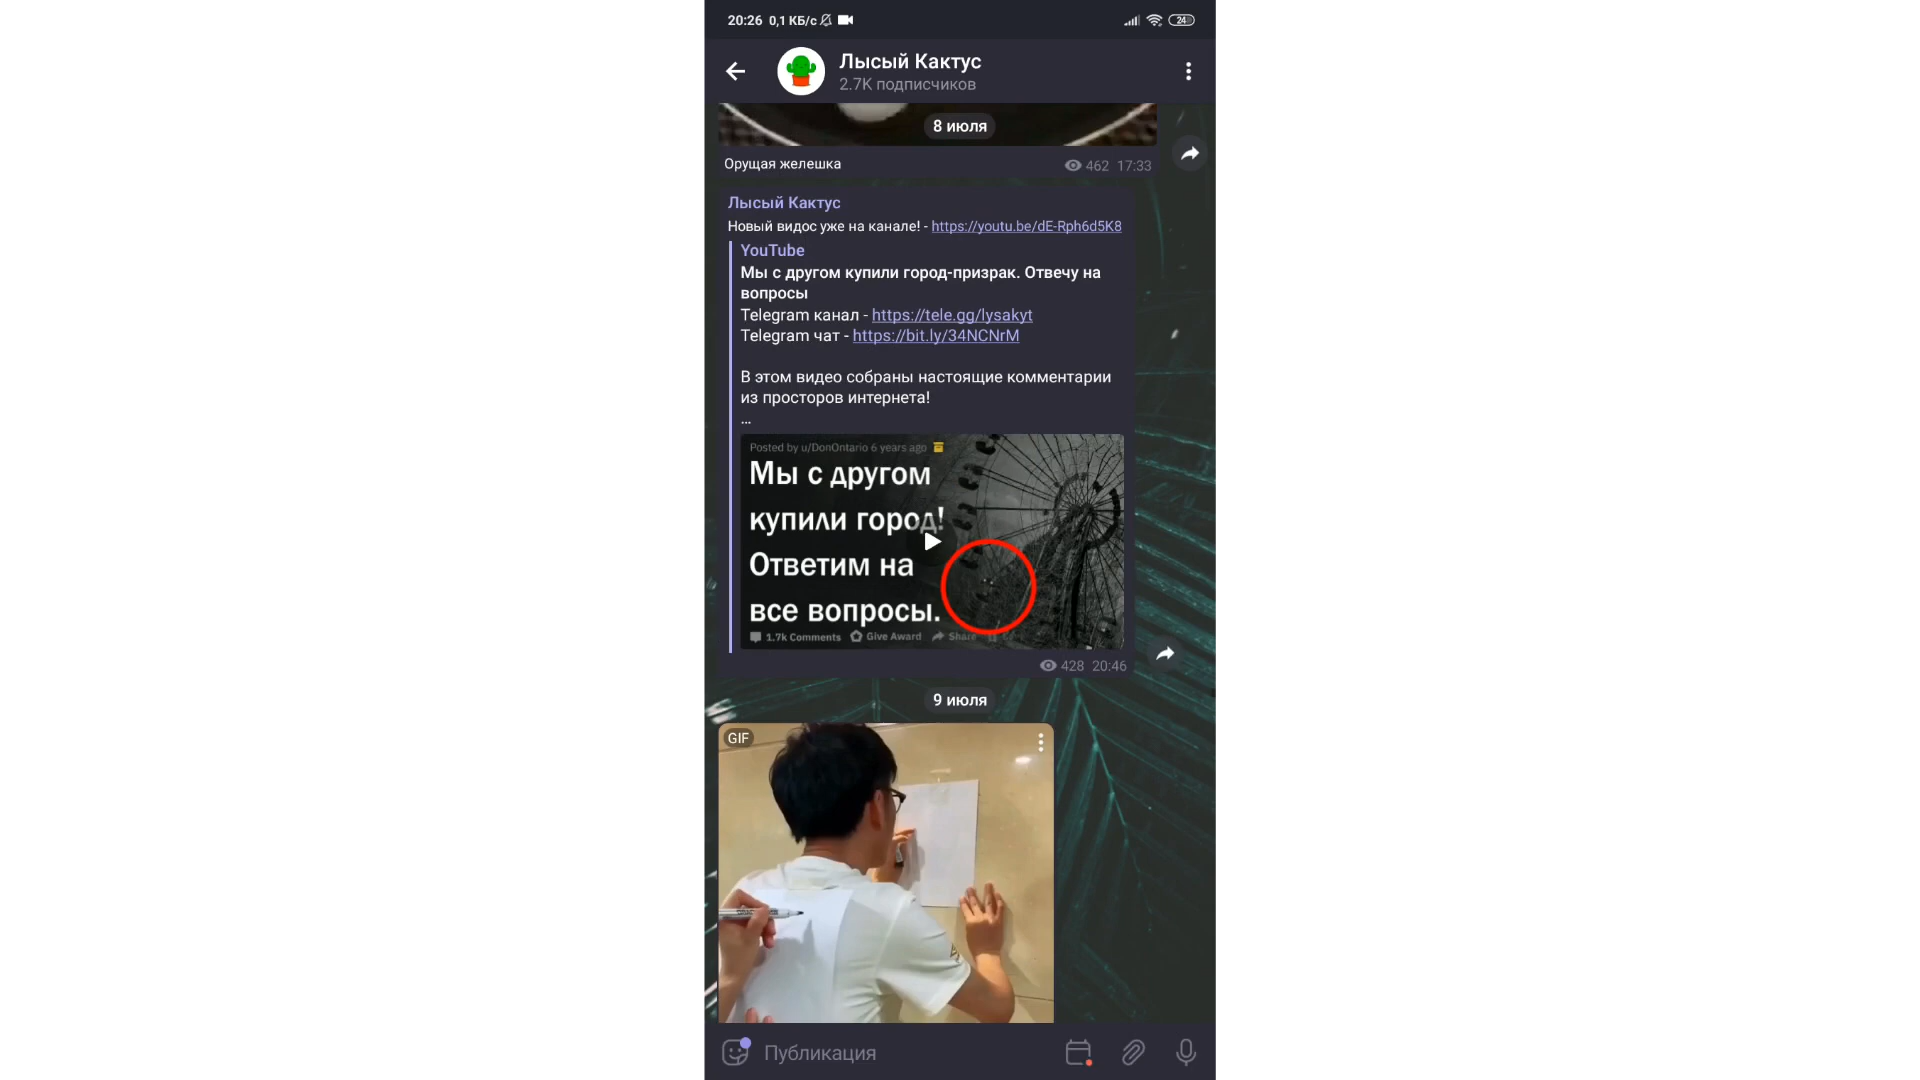 20:26 0,1 КБ/с
24
Лысый Кактус
2.7K подписчиков
8 июля
Орущая желешка
462 17:33
Лысый Кактус
Новый видос уже на канале! - https://youtu.be/dE-Rph6d5K8
YouTube
Мы с другом купили город-призрак. Отвечу на
вопросы
Telegram канал - https://tele.gg/lysakyt
Telegram чат - https://bit.ly/34NCNrM
В этом видео собраны настоящие комментарии
из просторов интернета!
...
Posted by u/DonOntario 6 years ago
Мы с другом
купили город!
Ответим на
все вопросы.
1.7k Comments Give Award Share
428 20:46
9 июля
GIF
Публикация